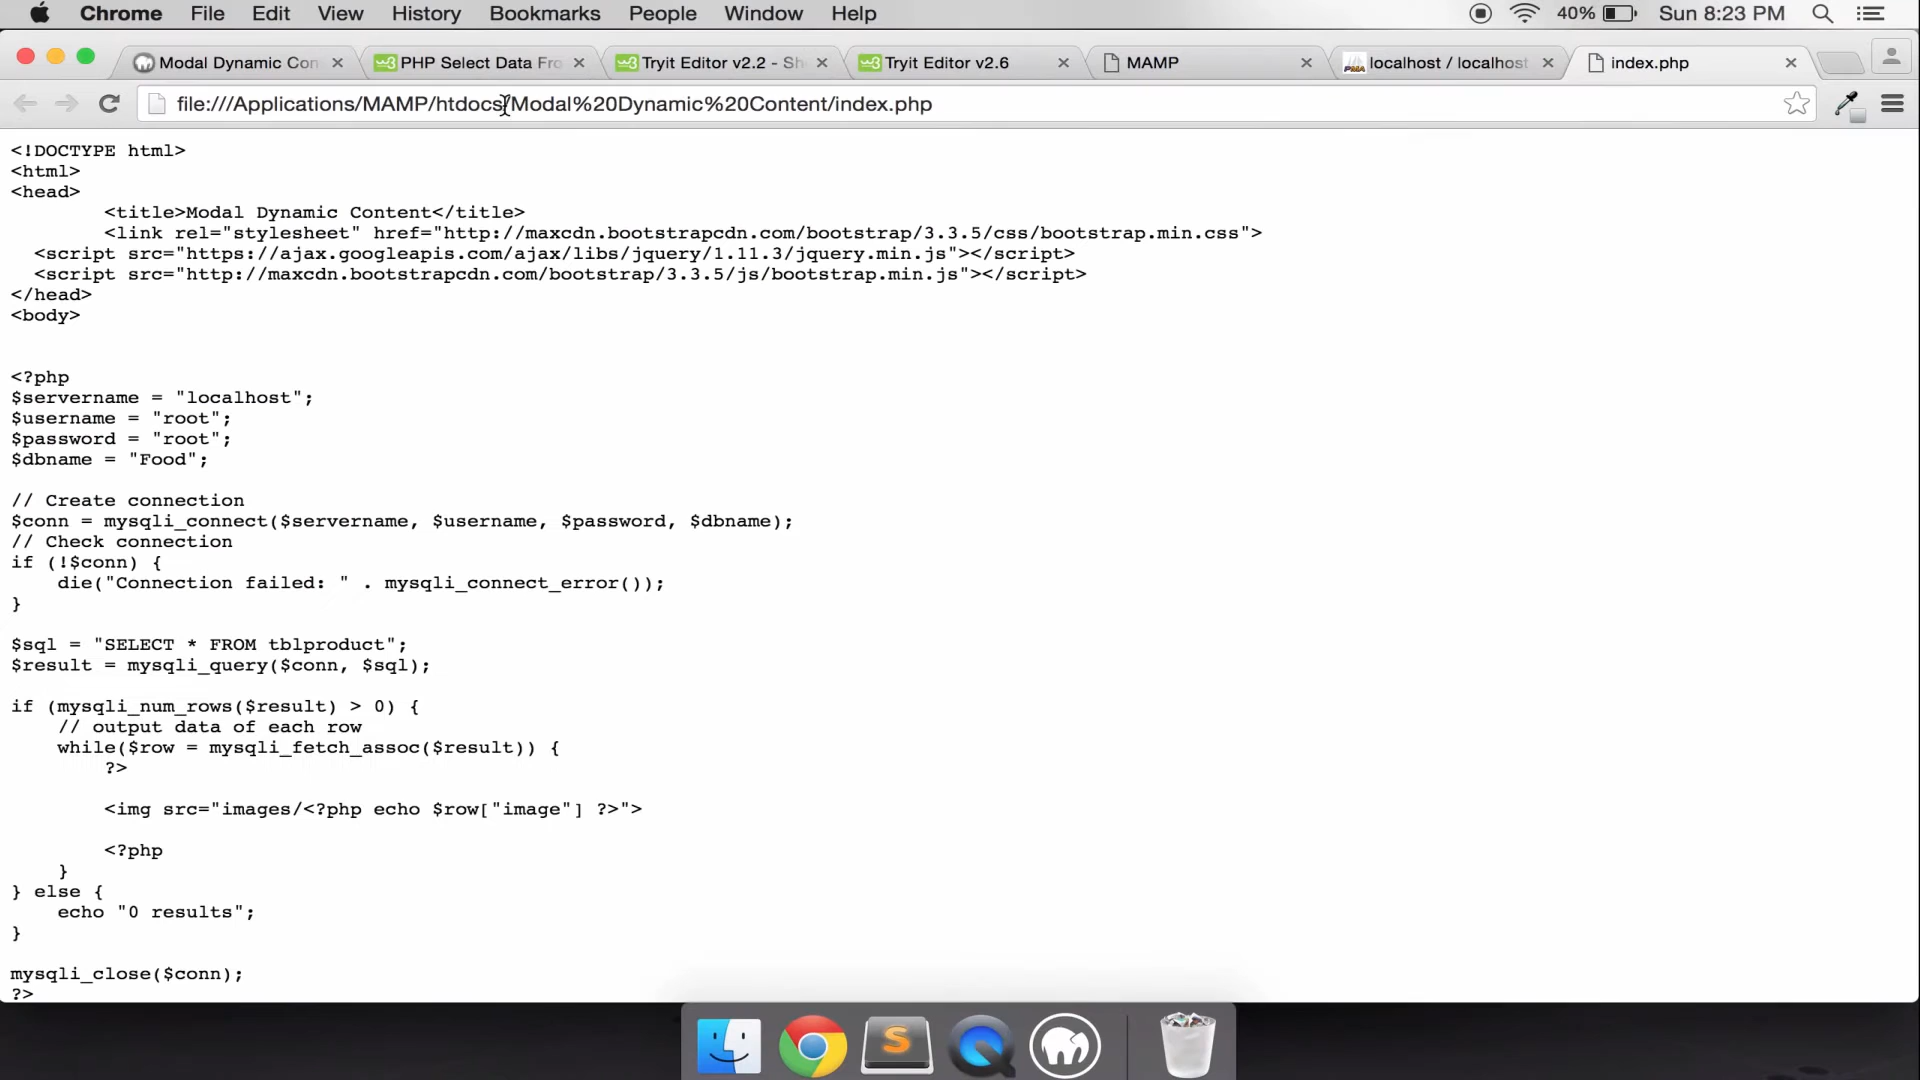 Chrome File Edit View History Bookmarks People Window Help 40% Sun 8:23 PM
Modal Dynamic Con PHP Select Data Fro Tryit Editor v2.2 - Sh Tryit Editor v2.6 MAMP localhost / localhost index.php
file:///Applications/MAMP/htdocs/Modal%20Dynamic%20Content/index.php
<!DOCTYPE html>
<html>
<head>
<title>Modal Dynamic Content</title>
<link rel="stylesheet" href="http://maxcdn.bootstrapcdn.com/bootstrap/3.3.5/css/bootstrap.min.css">
<script src="https://ajax.googleapis.com/ajax/libs/jquery/1.11.3/jquery.min.js"></script>
<script src="http://maxcdn.bootstrapcdn.com/bootstrap/3.3.5/js/bootstrap.min.js"></script>
</head>
<body>
<?php
$servername = "localhost";
$username = "root";
$password = "root";
$dbname = "Food";
// Create connection
$conn = mysqli_connect($servername, $username, $password, $dbname);
// Check connection
if (!$conn) {
die("Connection failed: " . mysqli_connect_error());
}
$sql = "SELECT * FROM tblproduct";
$result = mysqli_query($conn, $sql);
if (mysqli_num_rows($result) > 0) {
// output data of each row
while($row = mysqli_fetch_assoc($result)) {
?>
<img src="images/<?php echo $row["image"] ?>">
<?php
}
} else {
echo "0 results";
}
mysqli_close($conn);
?>